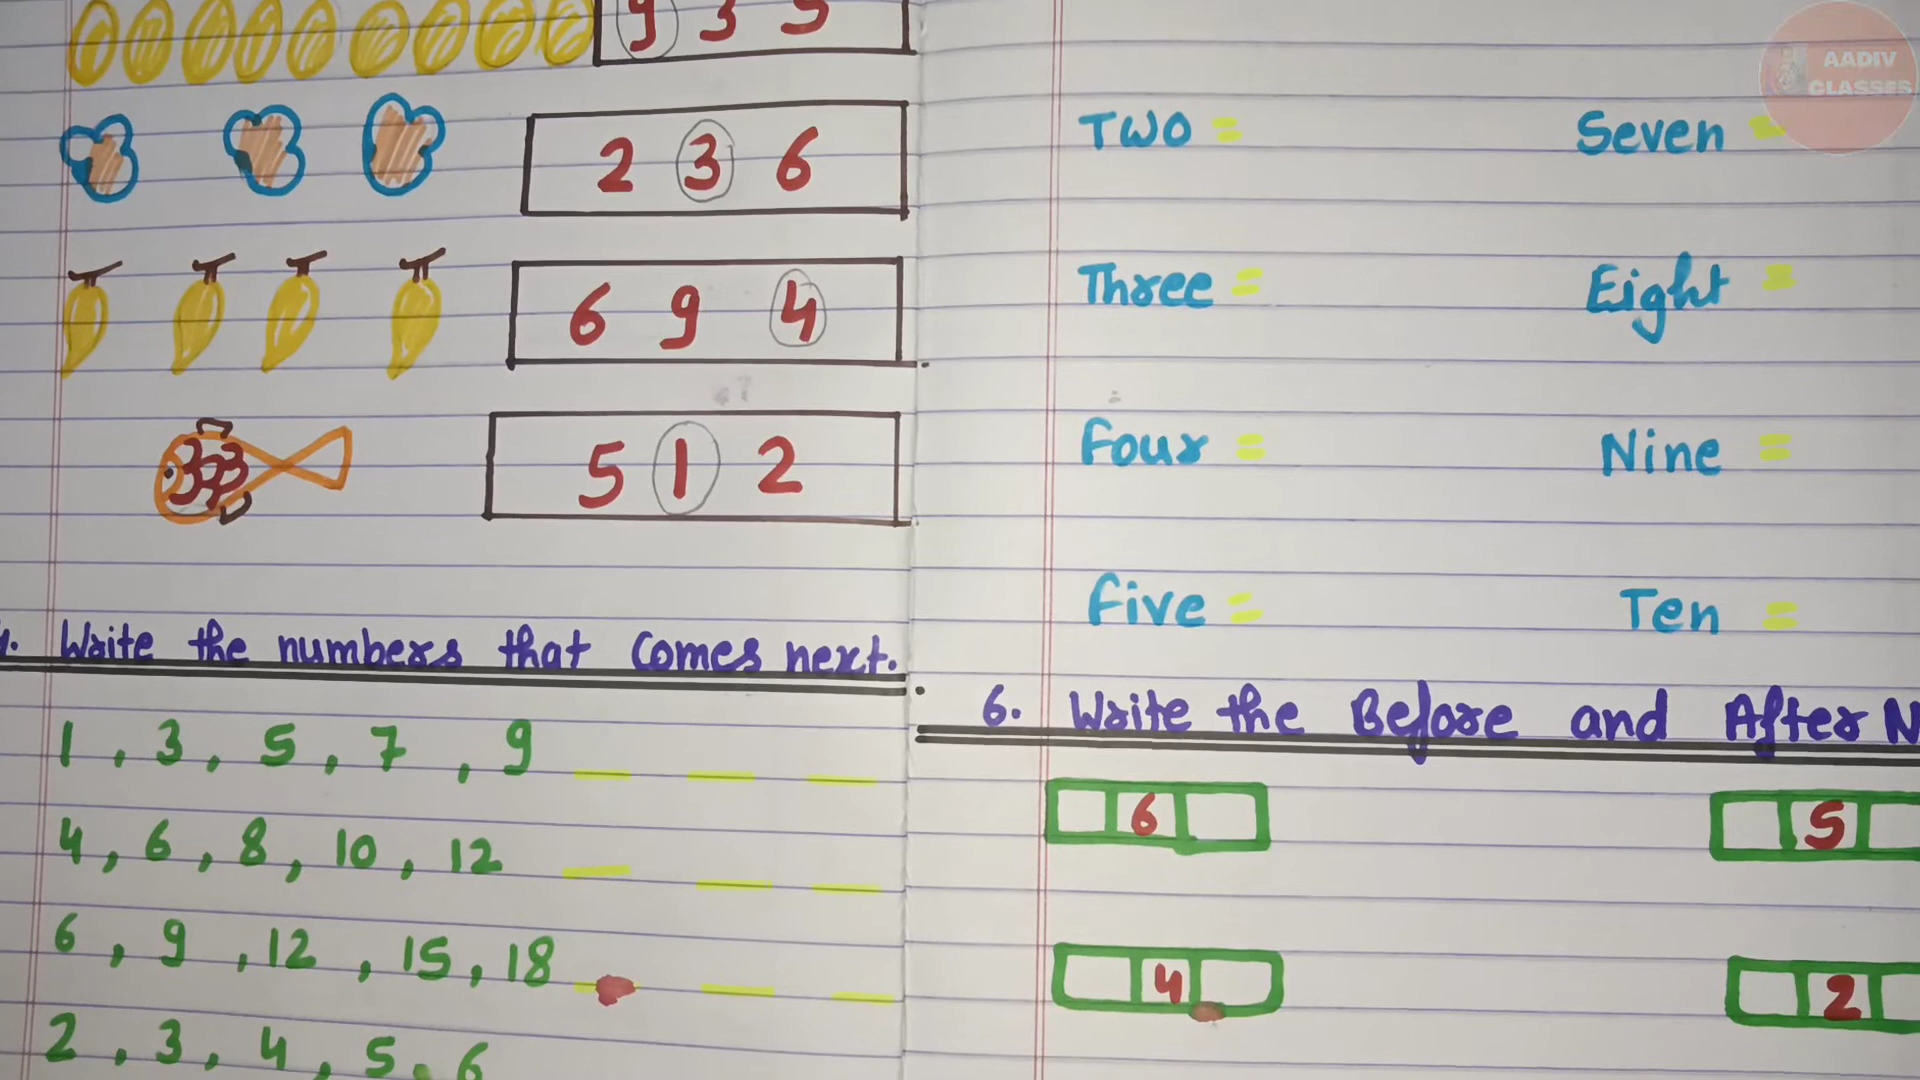 9 3 5
2 3 6
6 9 4
5 1 2
4. Write the numbers that comes next.
1, 3, 5, 7, 9 _ _ _
4, 6, 8, 10, 12 _ _ _
6, 9, 12, 15, 18 _ _ _
2, 3, 4, 5, 6
AADIV
CLASSES
Two = Seven =
Three = Eight =
Four = Nine =
Five = Ten =
6. Write the Before and After N
6 5
4 2